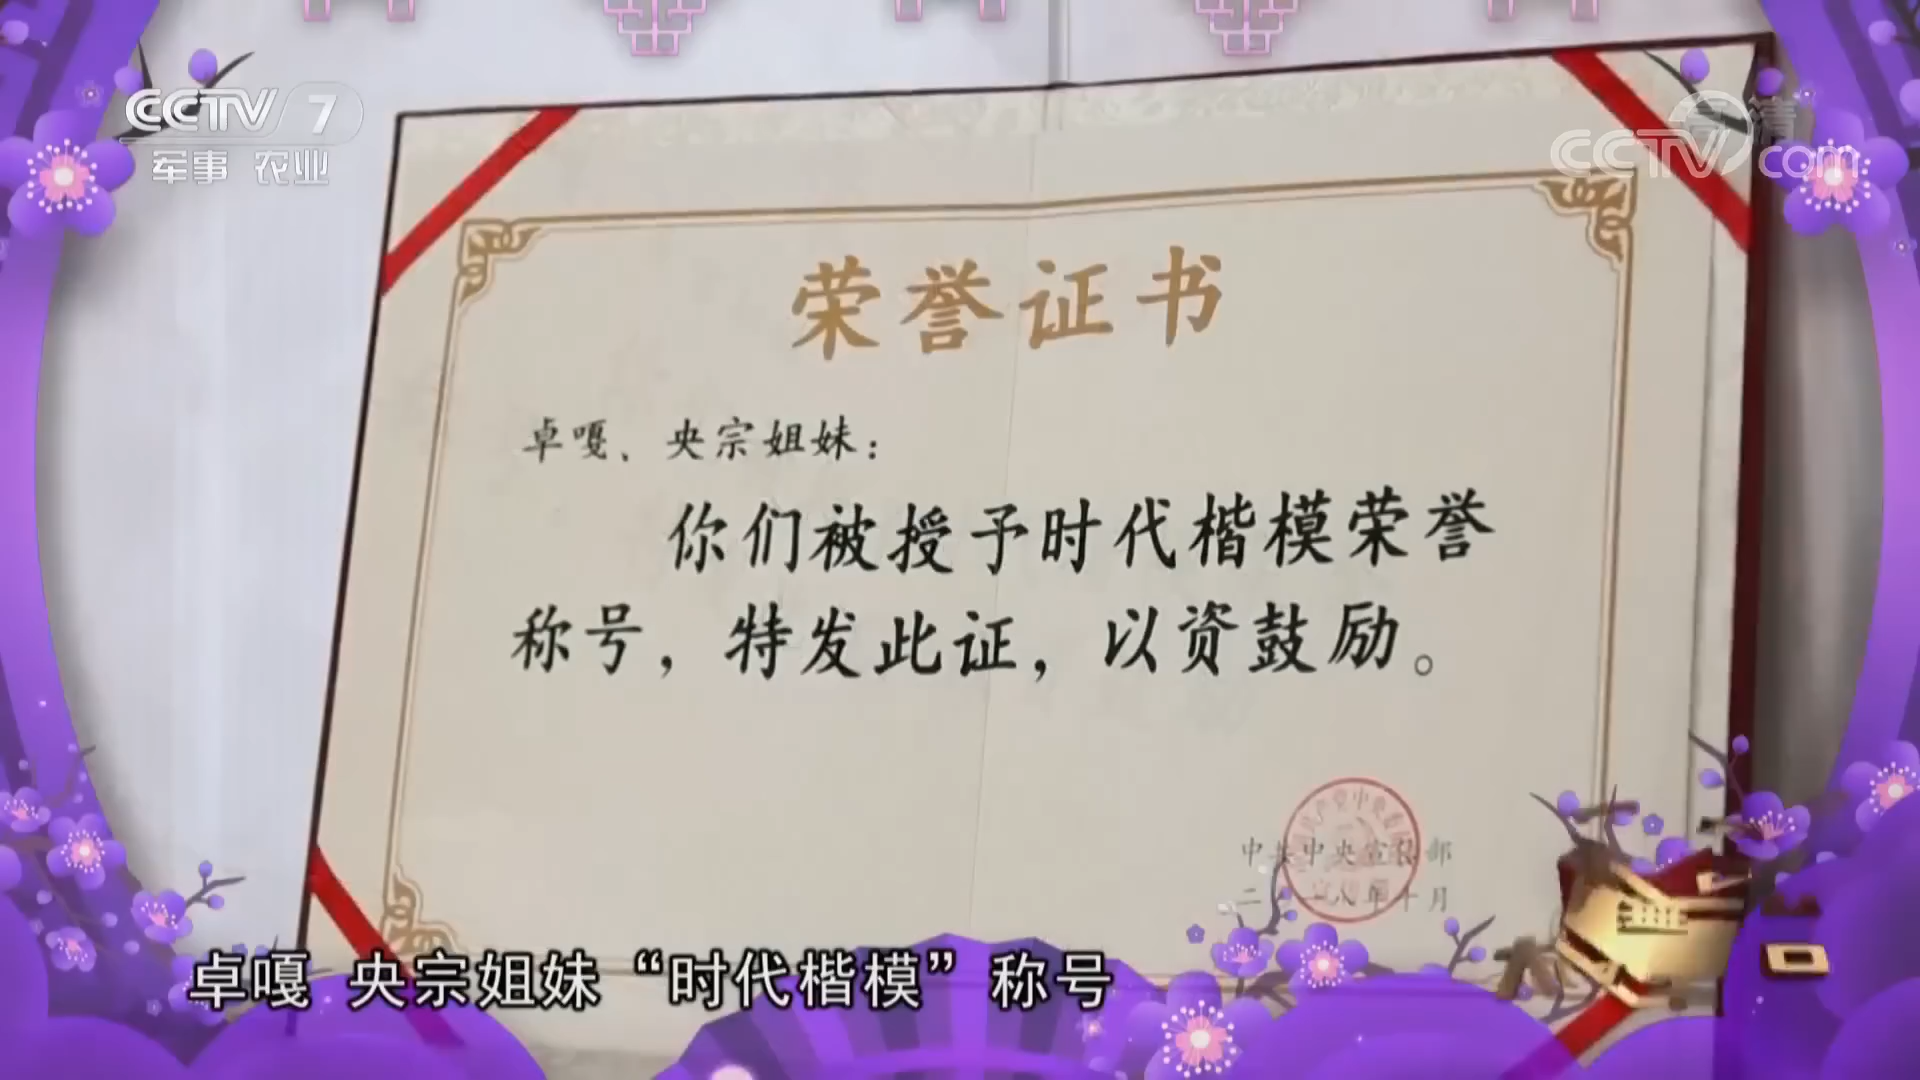 CCTV 7
军事 农业
CCTV.com
荣誉证书
卓嘎、央宗姐妹：
你们被授予时代楷模荣誉
称号，特发此证，以资鼓励。
中共中央宣传部
年十月
卓嘎 央宗姐妹“时代楷模”称号